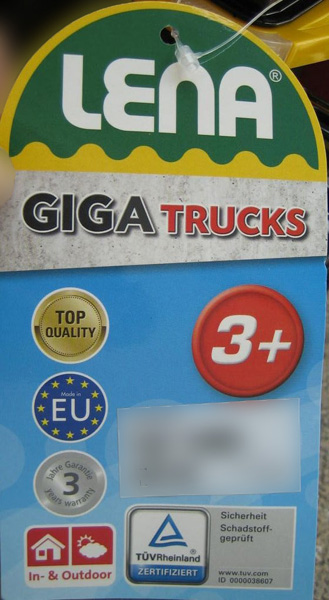 LENA®
GIGA TRUCKS
TOP
QUALITY
3+
Made in
EU
Jahre Garantie
3
years warranty
In- & Outdoor
TÜVRheinland
ZERTIFIZIERT
Sicherheit
Schadstoff-
geprüft
www.tuv.com
ID 0000038607